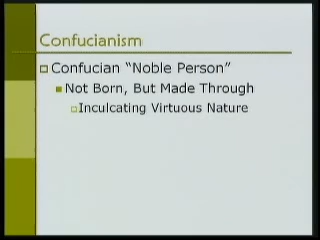 Confucianism
Confucian “Noble Person”
Not Born, But Made Through
Inculcating Virtuous Nature